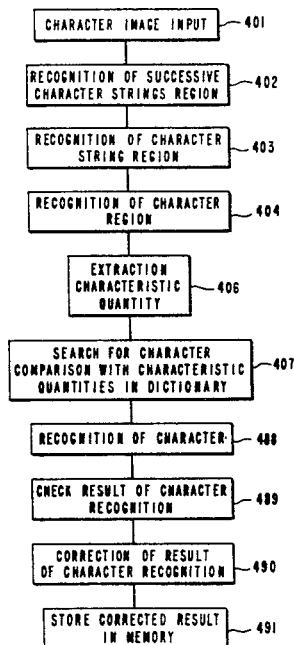 CHARACTER IMAGE INPUT 401
RECOGNITION OF SUCCESSIVE
CHARACTER STRINGS REGION
402
RECOGNITION OF CHARACTER
STRING REGION
403
RECOGNITION OF CHARACTER
REGION
404
EXTRACTION
CHARACTERISTIC
QUANTITY
406
SEARCH FOR CHARACTER
COMPARISON WITH CHARACTERISTIC
QUANTITIES IN DICTIONARY
407
RECOGNITION OF CHARACTER 488
CHECK RESULT OF CHARACTER
RECOGNITION
489
CORRECTION OF RESULT
OF CHARACTER RECOGNITION
490
STORE CORRECTED RESULT
IN MEMORY
491